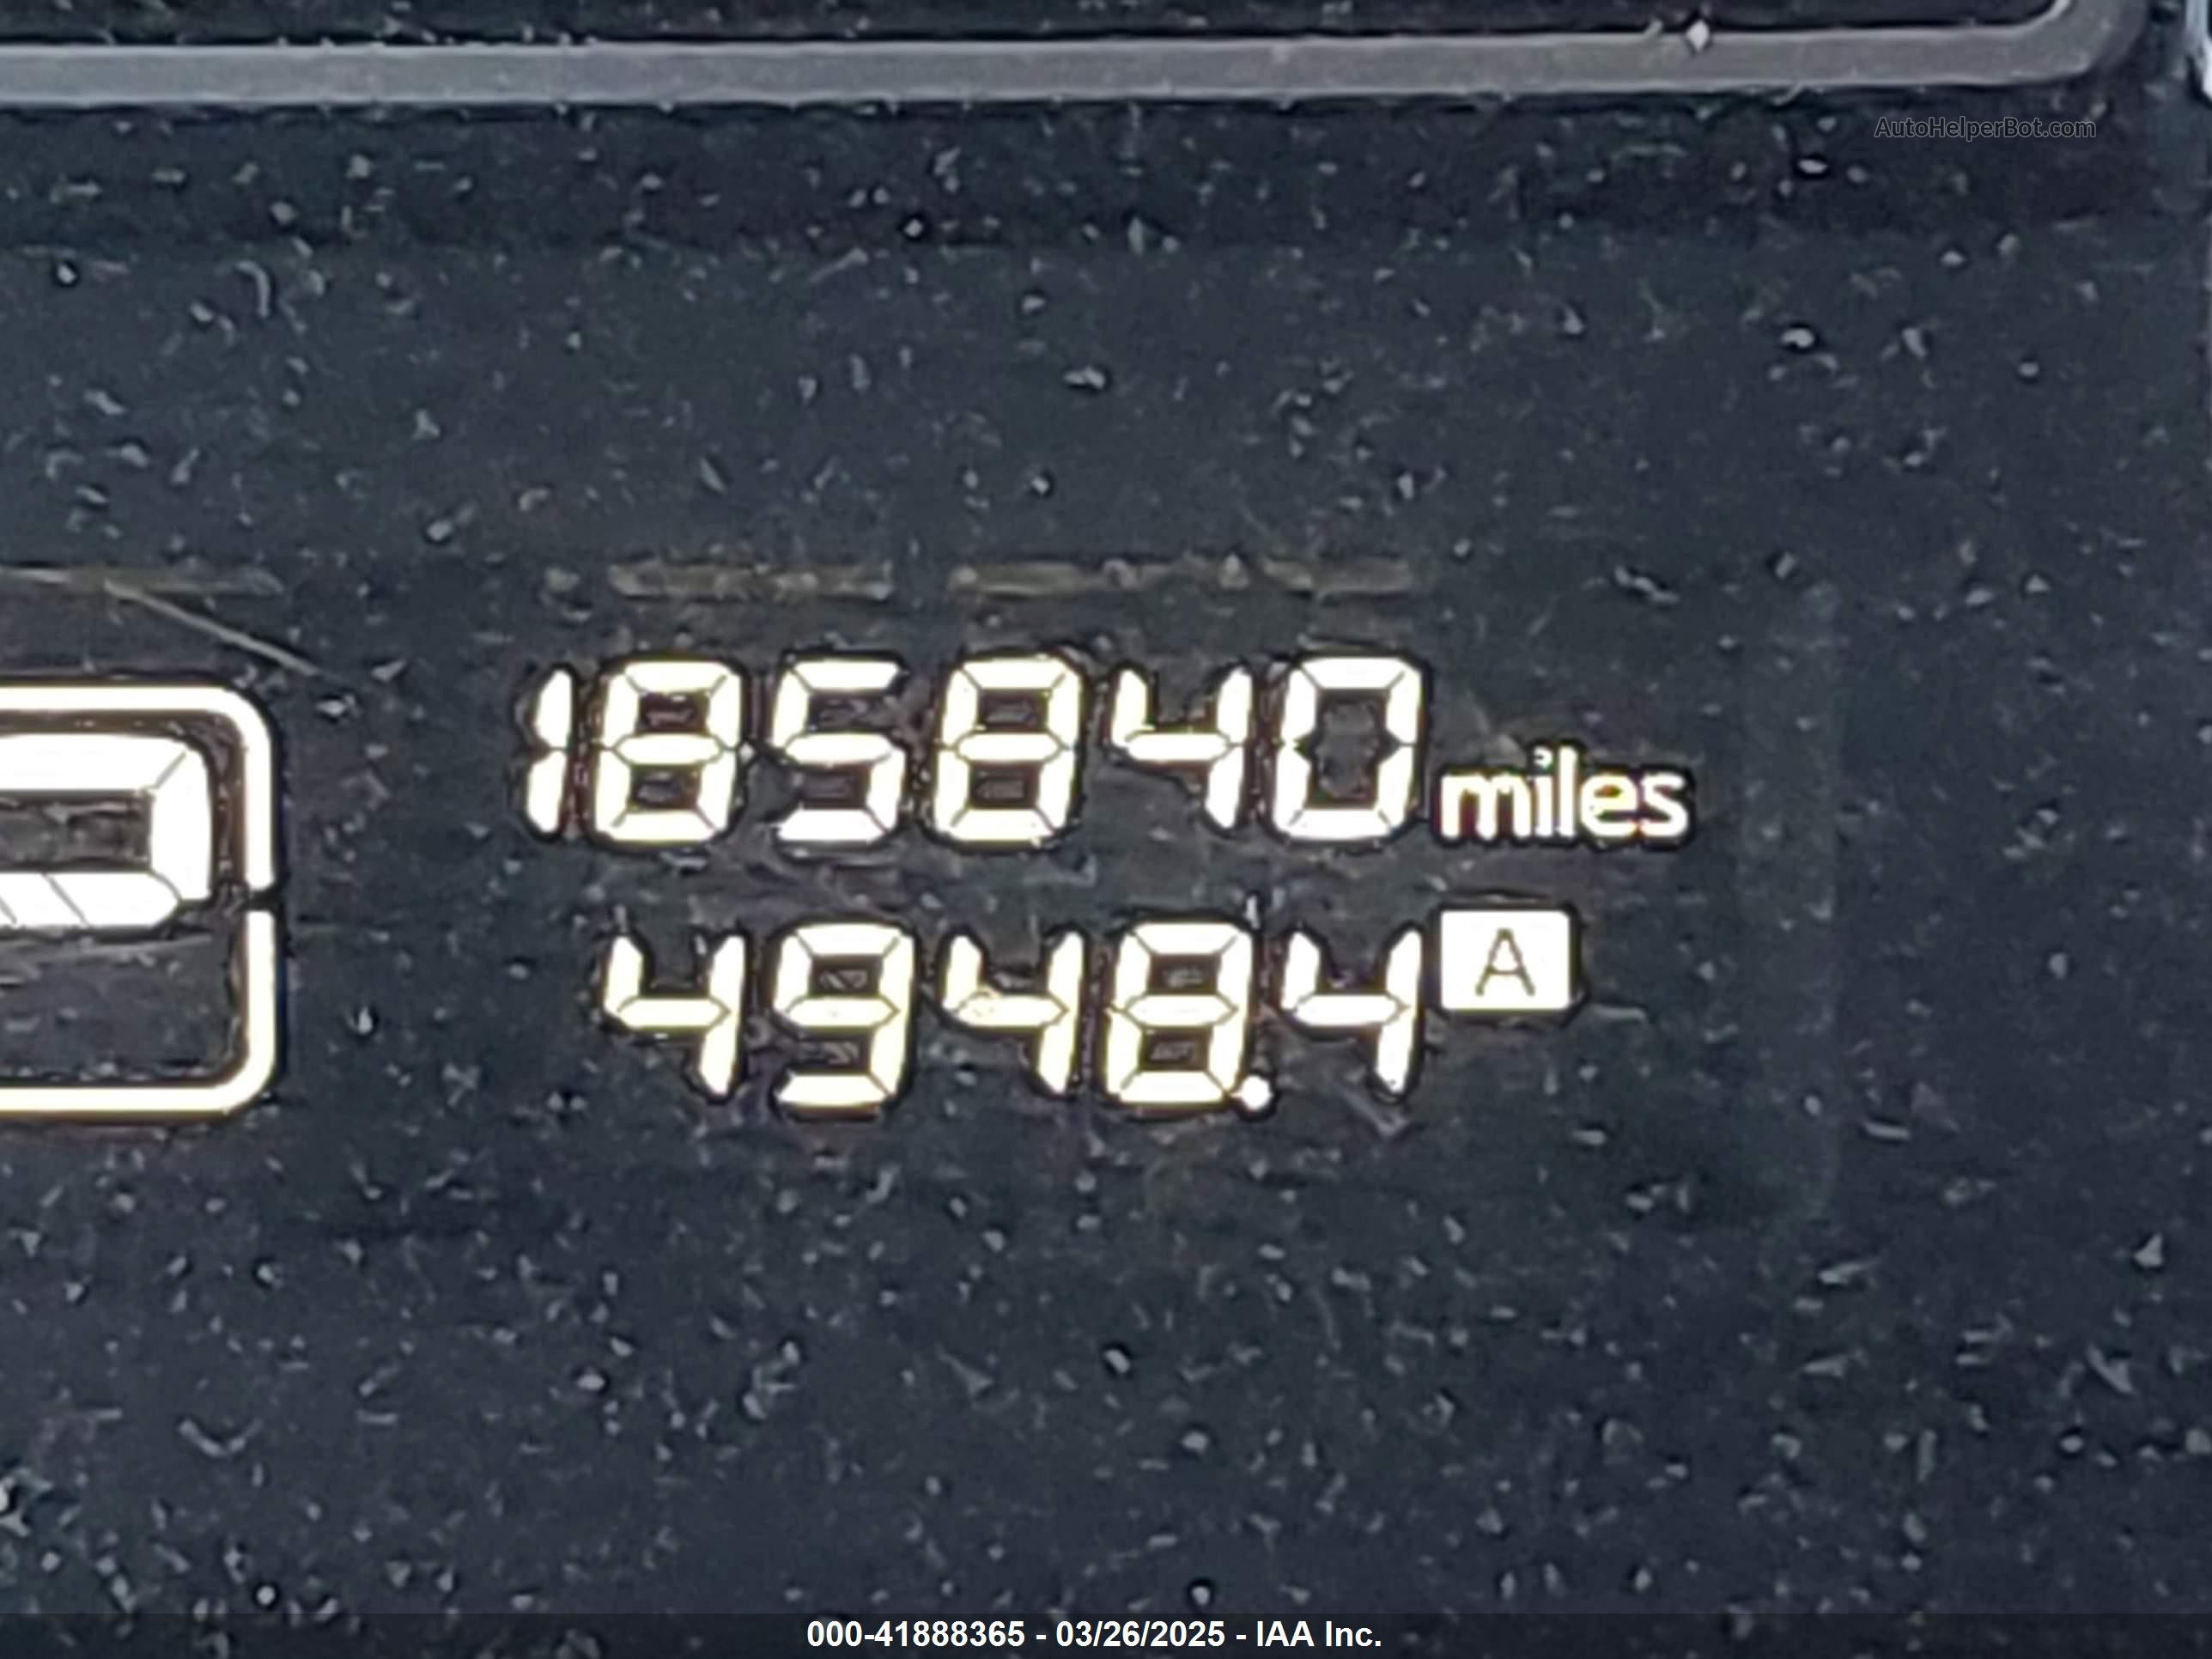 AutoHelperBot.com
185840 miles
4948.4 A
000-41888365 - 03/26/2025 - IAA Inc.